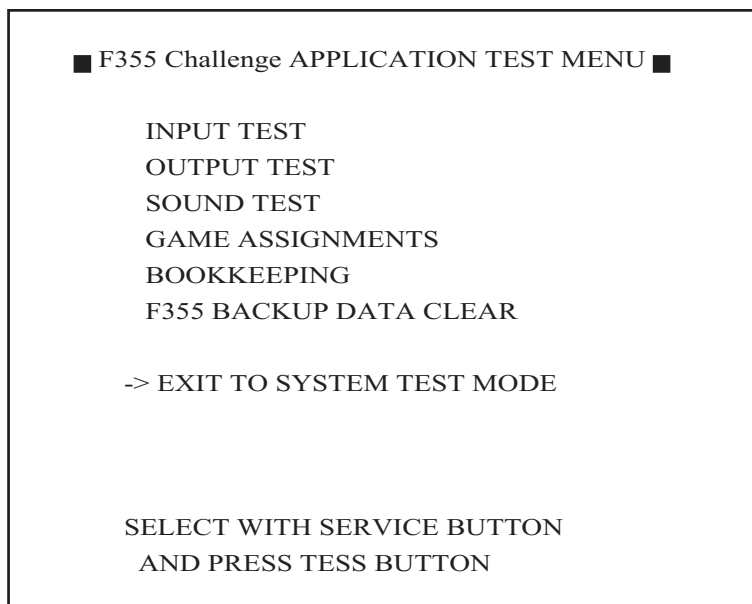 ■ F355 Challenge APPLICATION TEST MENU ■
INPUT TEST
OUTPUT TEST
SOUND TEST
GAME ASSIGNMENTS
BOOKKEEPING
F355 BACKUP DATA CLEAR
-> EXIT TO SYSTEM TEST MODE
SELECT WITH SERVICE BUTTON
AND PRESS TESS BUTTON